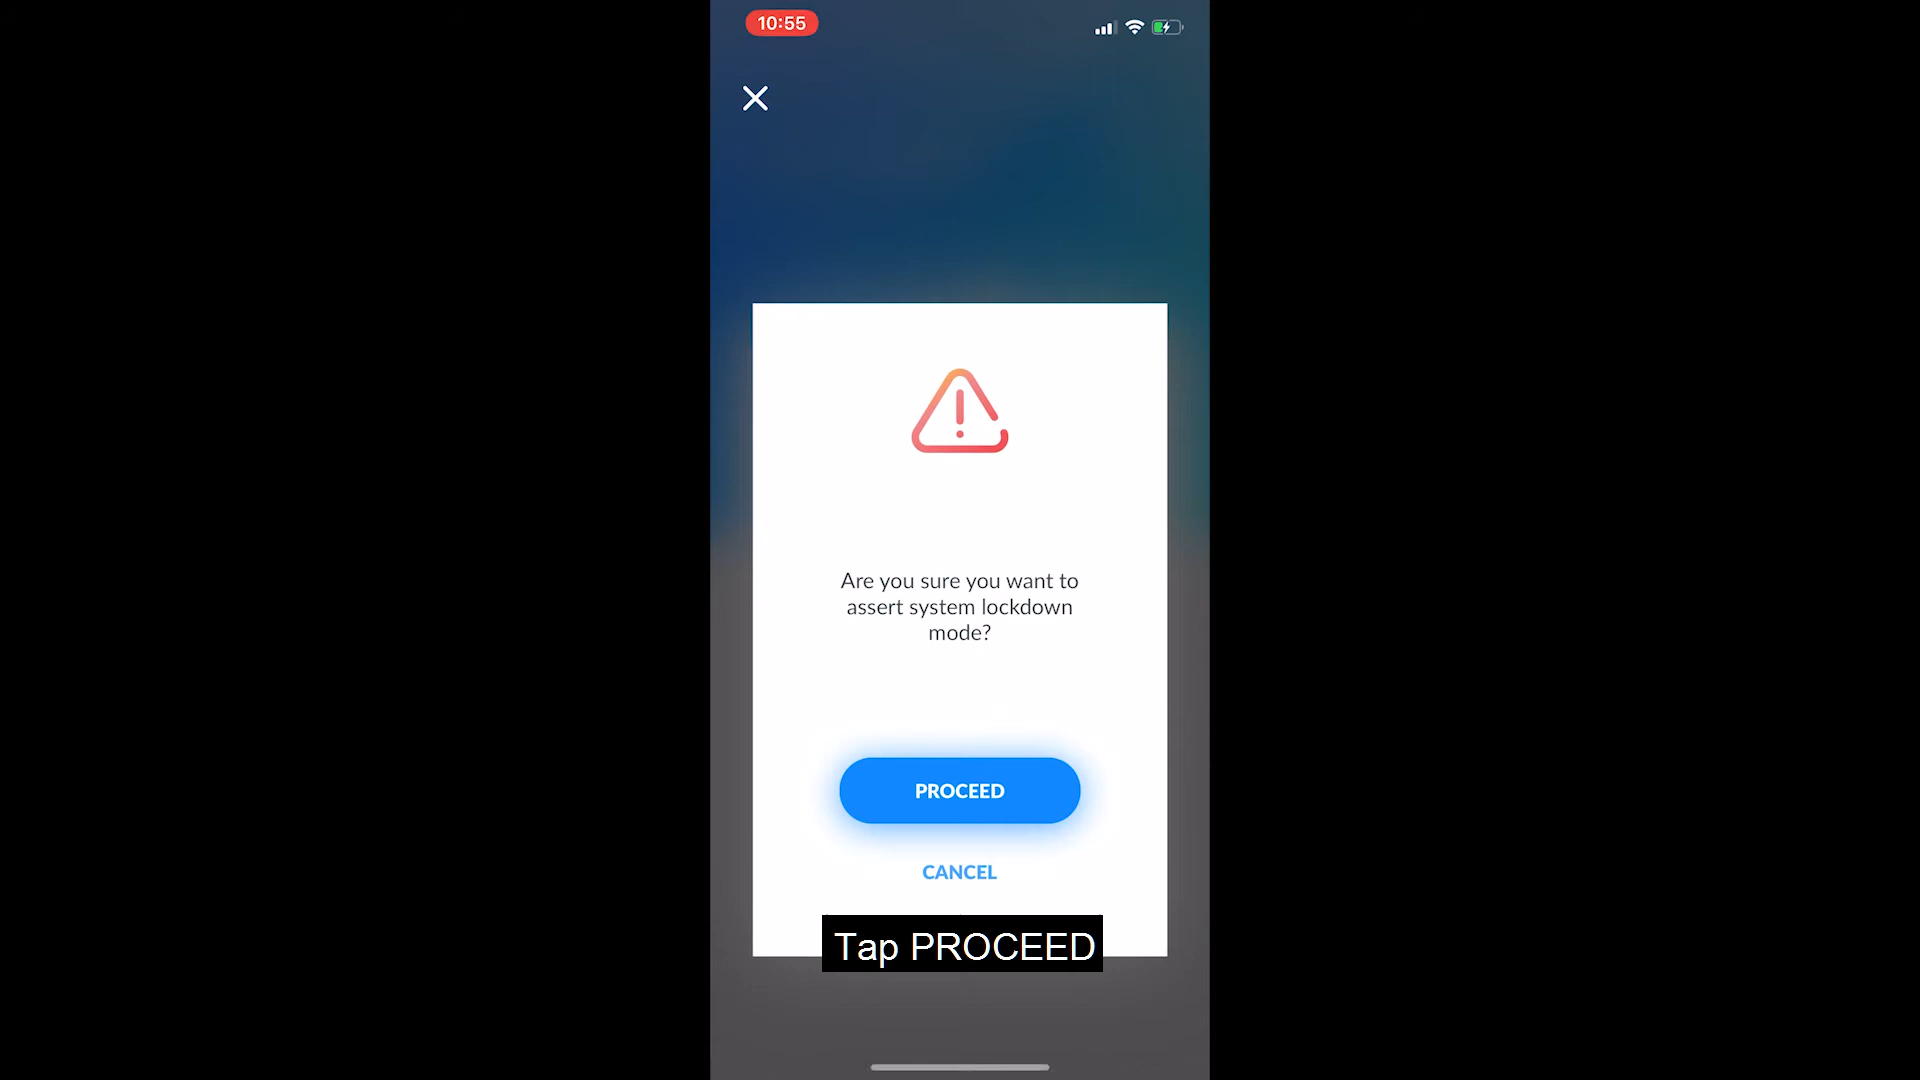 10:55
Are you sure you want to
assert system lockdown
mode?
PROCEED
CANCEL
Tap PROCEED